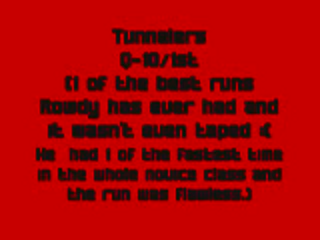 Tunnelers
Q-10/1st
(1 of the best runs
Rowdy has ever had and
it wasn't even taped :(
He had 1 of the fastest time
in the whole novice class and
the run was flawless.)